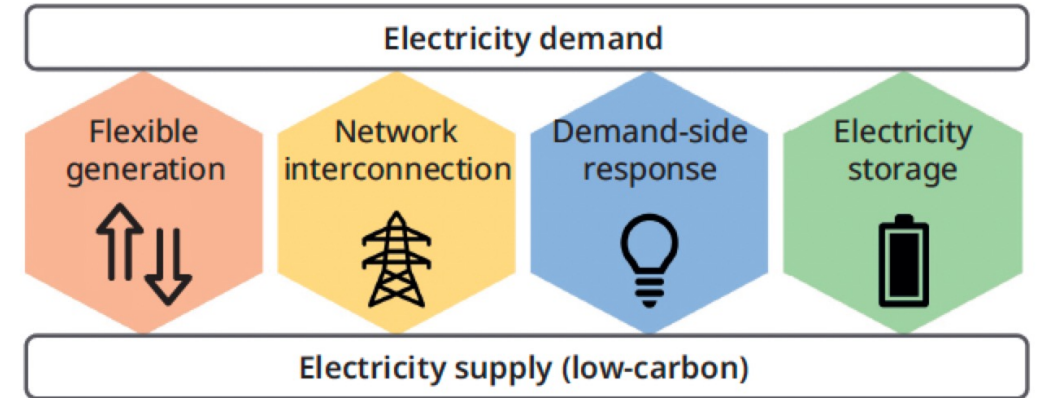 Electricity demand
Flexible
generation
Network
interconnection
Demand-side
response
Electricity
storage
Electricity supply (low-carbon)